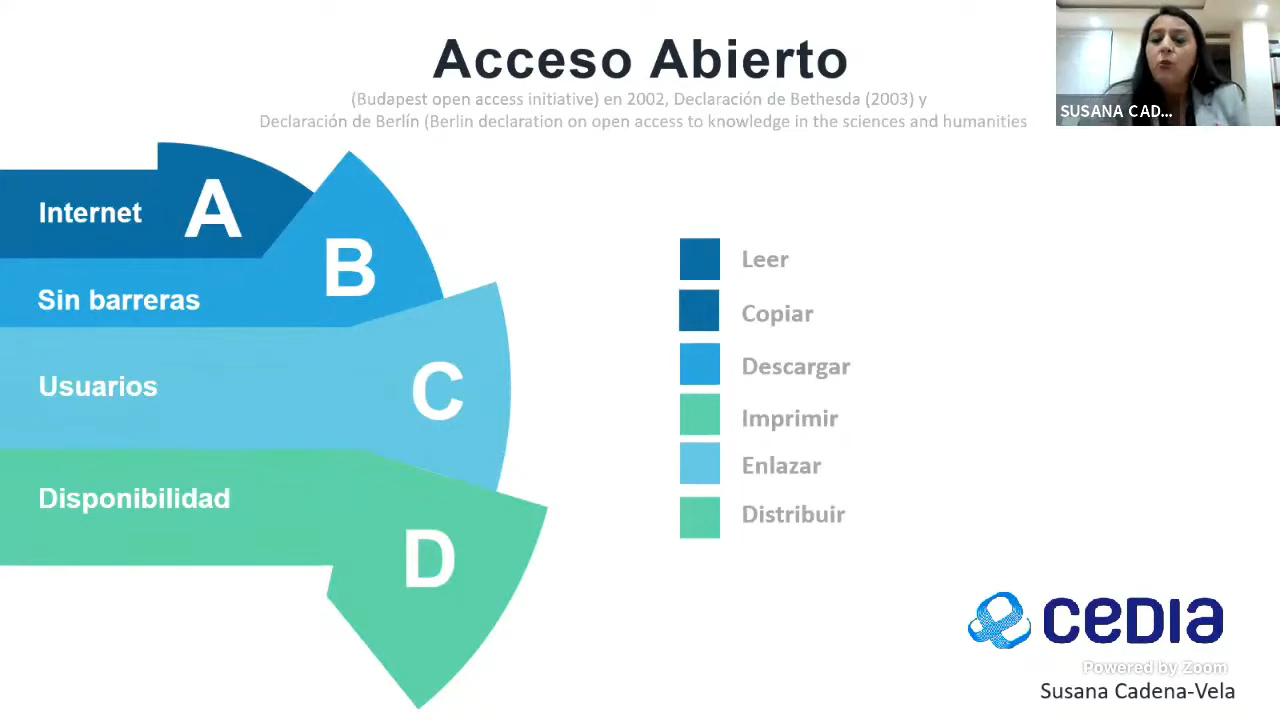 Acceso Abierto
(Budapest open access initiative) en 2002, Declaración de Bethesda (2003) y
Declaración de Berlín (Berlin declaration on open access to knowledge in the sciences and humanities
SUSANA CAD...
Internet
A
Sin barreras
B
Usuarios
C
Disponibilidad
D
Leer
Copiar
Descargar
Imprimir
Enlazar
Distribuir
CEDIA
Powered by Zoom
Susana Cadena-Vela